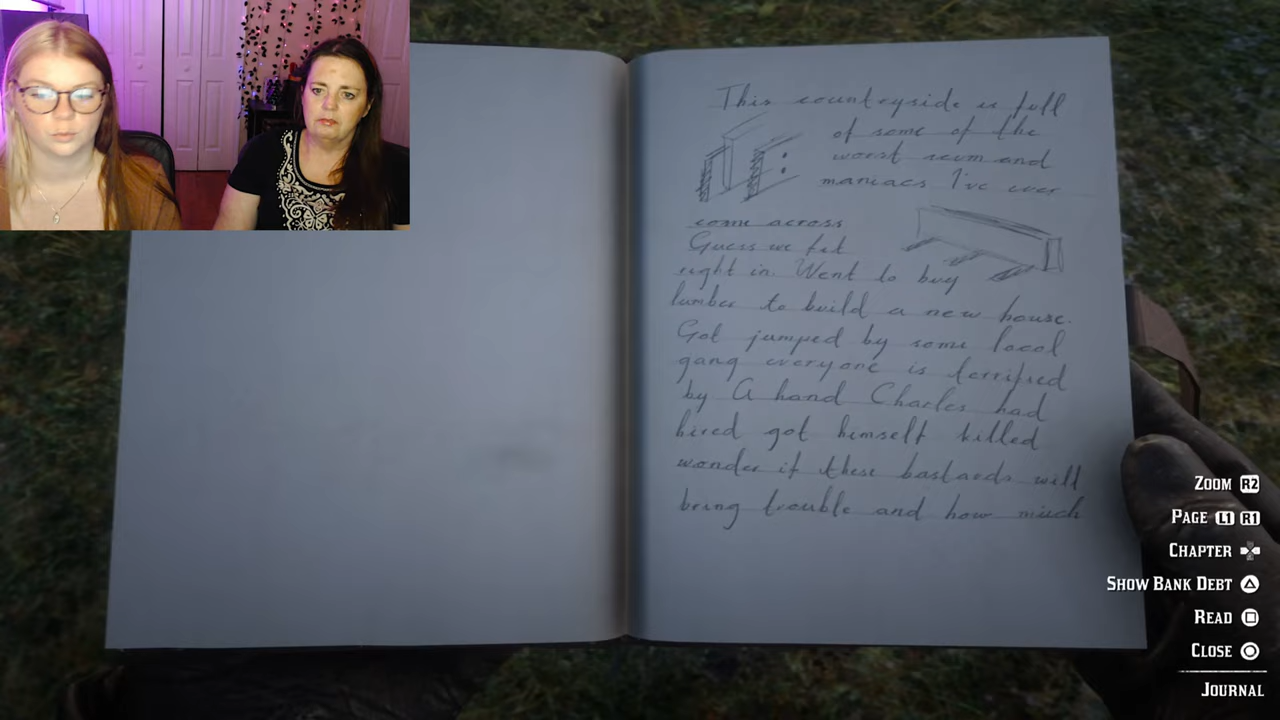 This countryside is full
of some of the
worst scum and
maniacs I've ever
come across
Guess we fit
right in. Went to buy
lumber to build a new house.
Got jumped by some local
gang everyone is terrified
by A hand Charles had
hired got himself killed
wonder if these bastards will
bring trouble and how much
ZOOM R2
PAGE L1 R1
CHAPTER
SHOW BANK DEBT
READ
CLOSE
JOURNAL